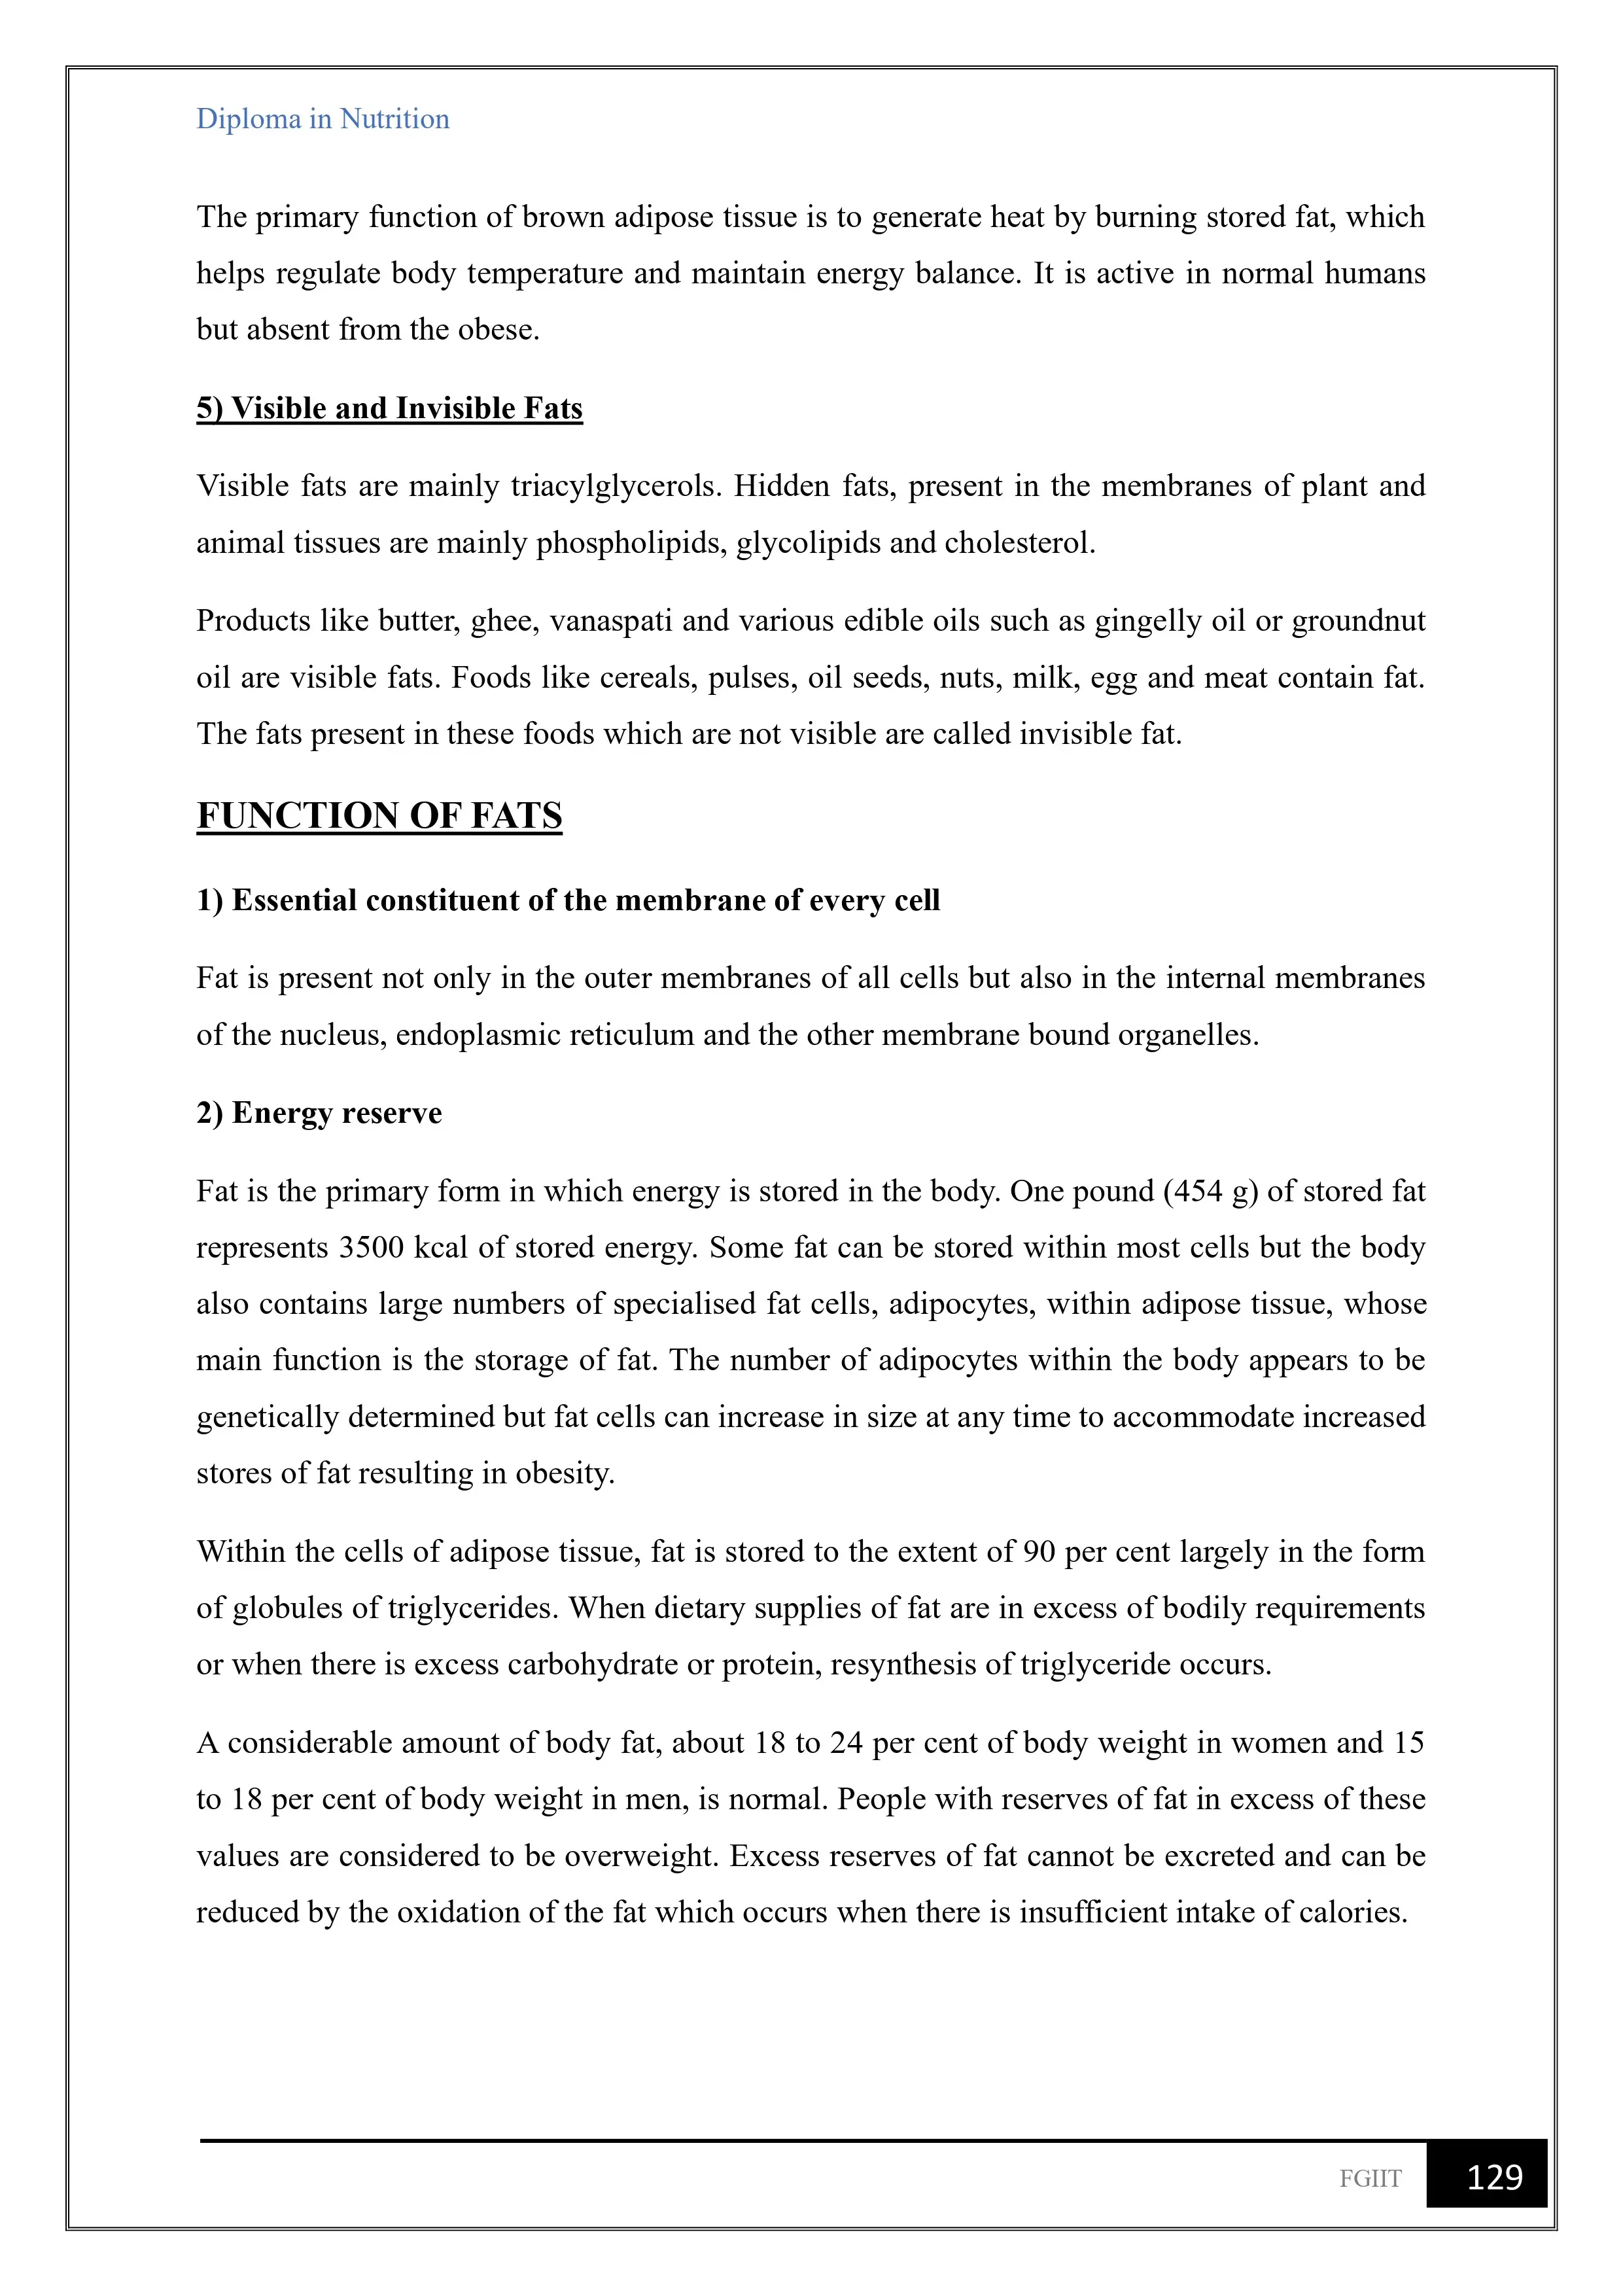 Diploma in Nutrition
The primary function of brown adipose tissue is to generate heat by burning stored fat, which
helps regulate body temperature and maintain energy balance. It is active in normal humans
but absent from the obese.
5) Visible and Invisible Fats
Visible fats are mainly triacylglycerols. Hidden fats, present in the membranes of plant and
animal tissues are mainly phospholipids, glycolipids and cholesterol.
Products like butter, ghee, vanaspati and various edible oils such as gingelly oil or groundnut
oil are visible fats. Foods like cereals, pulses, oil seeds, nuts, milk, egg and meat contain fat.
The fats present in these foods which are not visible are called invisible fat.
FUNCTION OF FATS
1) Essential constituent of the membrane of every cell
Fat is present not only in the outer membranes of all cells but also in the internal membranes
of the nucleus, endoplasmic reticulum and the other membrane bound organelles.
2) Energy reserve
Fat is the primary form in which energy is stored in the body. One pound (454 g) of stored fat
represents 3500 kcal of stored energy. Some fat can be stored within most cells but the body
also contains large numbers of specialised fat cells, adipocytes, within adipose tissue, whose
main function is the storage of fat. The number of adipocytes within the body appears to be
genetically determined but fat cells can increase in size at any time to accommodate increased
stores of fat resulting in obesity.
Within the cells of adipose tissue, fat is stored to the extent of 90 per cent largely in the form
of globules of triglycerides. When dietary supplies of fat are in excess of bodily requirements
or when there is excess carbohydrate or protein, resynthesis of triglyceride occurs.
A considerable amount of body fat, about 18 to 24 per cent of body weight in women and 15
to 18 per cent of body weight in men, is normal. People with reserves of fat in excess of these
values are considered to be overweight. Excess reserves of fat cannot be excreted and can be
reduced by the oxidation of the fat which occurs when there is insufficient intake of calories.
FGIIT 129